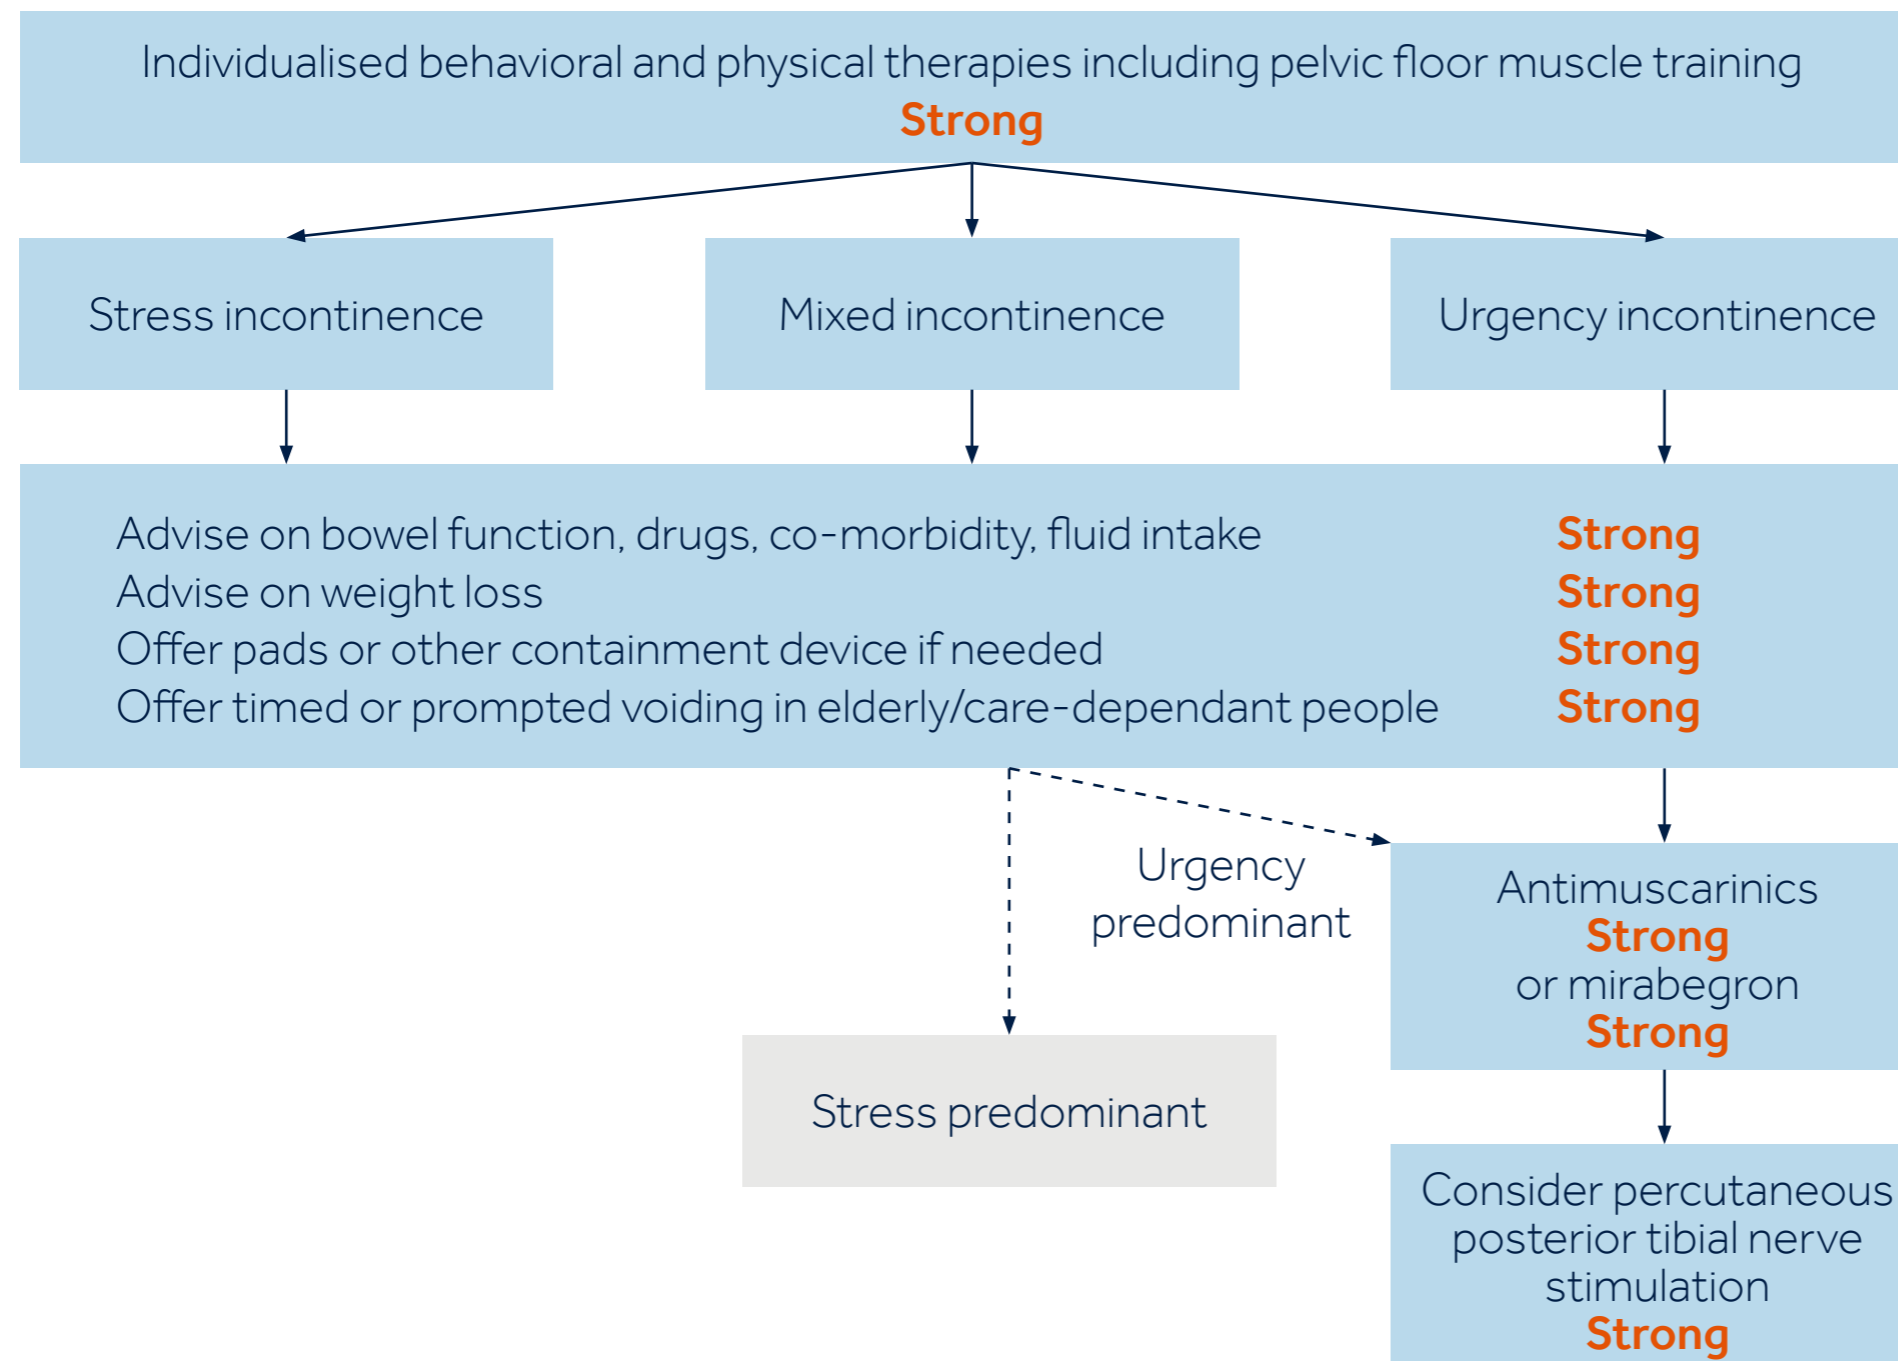 Individualised behavioral and physical therapies including pelvic floor muscle training
Strong
Stress incontinence
Mixed incontinence
Urgency incontinence
Advise on bowel function, drugs, co-morbidity, fluid intake Strong
Advise on weight loss Strong
Offer pads or other containment device if needed Strong
Offer timed or prompted voiding in elderly/care-dependant people Strong
Urgency
predominant
Antimuscarinics
Strong
or mirabegron
Strong
Stress predominant
Consider percutaneous
posterior tibial nerve
stimulation
Strong